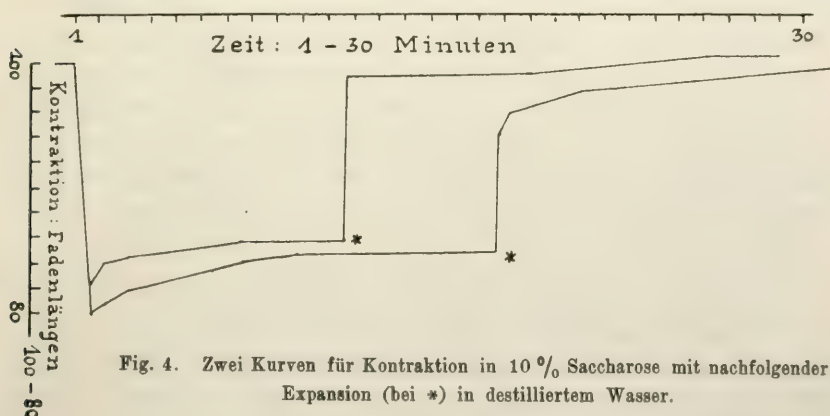 1 30
Zeit: 1 - 30 Minuten
100
Kontraktion: Fadenlängen
80
100-80
*
*
Fig. 4. Zwei Kurven für Kontraktion in 10 % Saccharose mit nachfolgender
Expansion (bei *) in destilliertem Wasser.